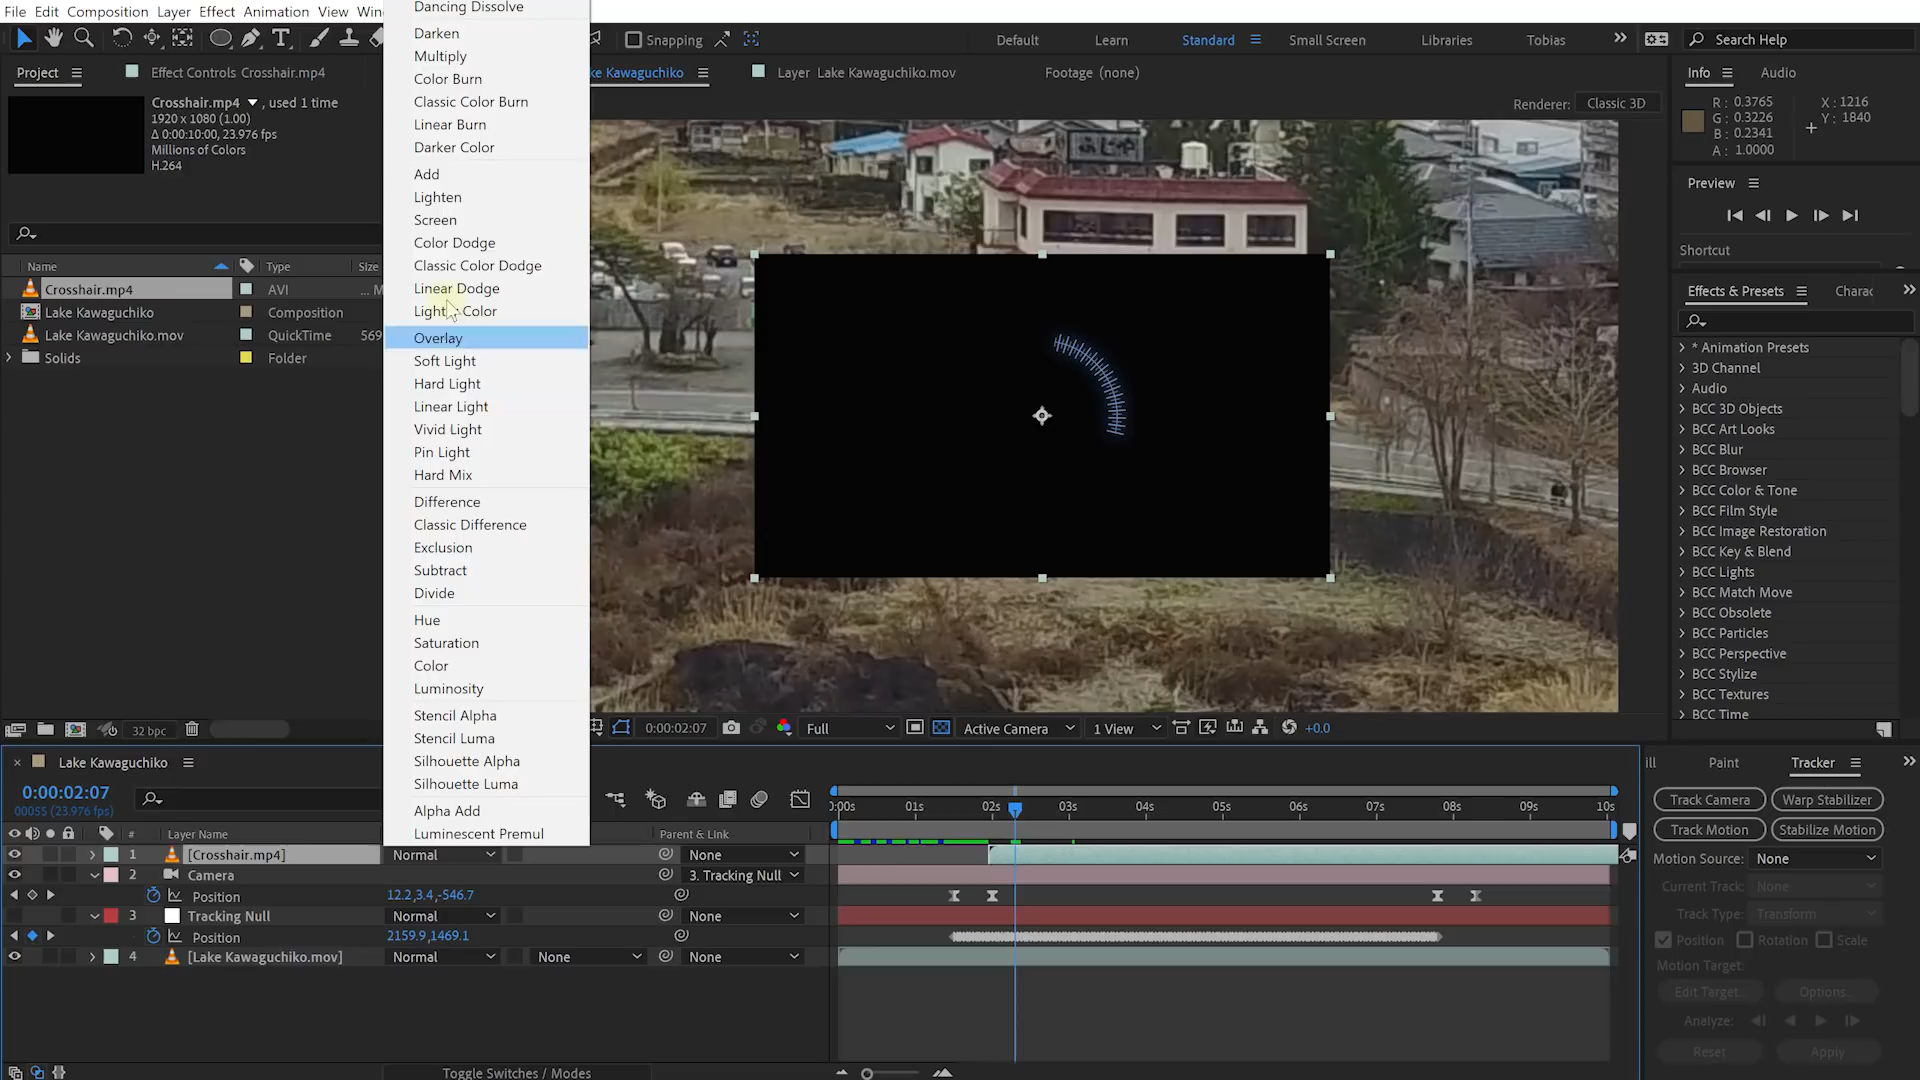 File Edit Composition Layer Effect Animation View Win
Snapping
Default Learn Standard Small Screen Libraries Tobias
Search Help
Project
Effect Controls Crosshair.mp4
ke Kawaguchiko
Layer Lake Kawaguchiko.mov
Footage (none)
Info Audio
Crosshair.mp4 , used 1 time
1920 x 1080 (1.00)
Δ 0:00:10:00, 23.976 fps
Millions of Colors
H.264
Renderer: Classic 3D
R : 0.3765
G : 0.3226
B : 0.2341
A : 1.0000
X : 1216
Y : 1840
Preview
Shortcut
Name Type Size
Crosshair.mp4 AVI ... M
Lake Kawaguchiko Composition
Lake Kawaguchiko.mov QuickTime 569
Solids Folder
Dancing Dissolve
Darken
Multiply
Color Burn
Classic Color Burn
Linear Burn
Darker Color
Add
Lighten
Screen
Color Dodge
Classic Color Dodge
Linear Dodge
Light Color
Overlay
Soft Light
Hard Light
Linear Light
Vivid Light
Pin Light
Hard Mix
Difference
Classic Difference
Exclusion
Subtract
Divide
Hue
Saturation
Color
Luminosity
Stencil Alpha
Stencil Luma
Silhouette Alpha
Silhouette Luma
Alpha Add
Luminescent Premul
Effects & Presets Charac
* Animation Presets
3D Channel
Audio
BCC 3D Objects
BCC Art Looks
BCC Blur
BCC Browser
BCC Color & Tone
BCC Film Style
BCC Image Restoration
BCC Key & Blend
BCC Lights
BCC Match Move
BCC Obsolete
BCC Particles
BCC Perspective
BCC Stylize
BCC Textures
BCC Time
32 bpc
0:00:02:07 Full Active Camera 1 View +0.0
Lake Kawaguchiko
0:00:02:07
00055 (23.976 fps)
# Layer Name Parent & Link
):00s 01s 02s 03s 04s 05s 06s 07s 08s 09s 10s
1 [Crosshair.mp4] Normal None
2 Camera 3. Tracking Null
Position 12.2,3.4,-546.7
3 Tracking Null Normal None
Position 2159.9,1469.1
4 [Lake Kawaguchiko.mov] Normal None None
Toggle Switches / Modes
ill Paint Tracker
Track Camera Warp Stabilizer
Track Motion Stabilize Motion
Motion Source: None
Current Track: None
Track Type: Transform
Position Rotation Scale
Motion Target:
Edit Target... Options...
Analyze:
Reset Apply